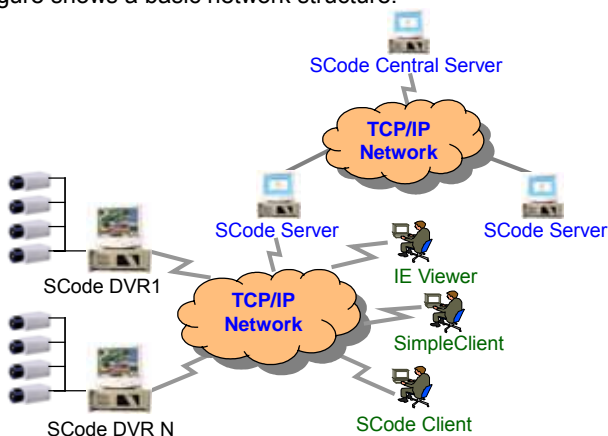 igure shows a basic network structure.
SCode Central Server
TCP/IP
Network
SCode Server
SCode Server
IE Viewer
SCode DVR1
TCP/IP
Network
SimpleClient
SCode DVR N
SCode Client